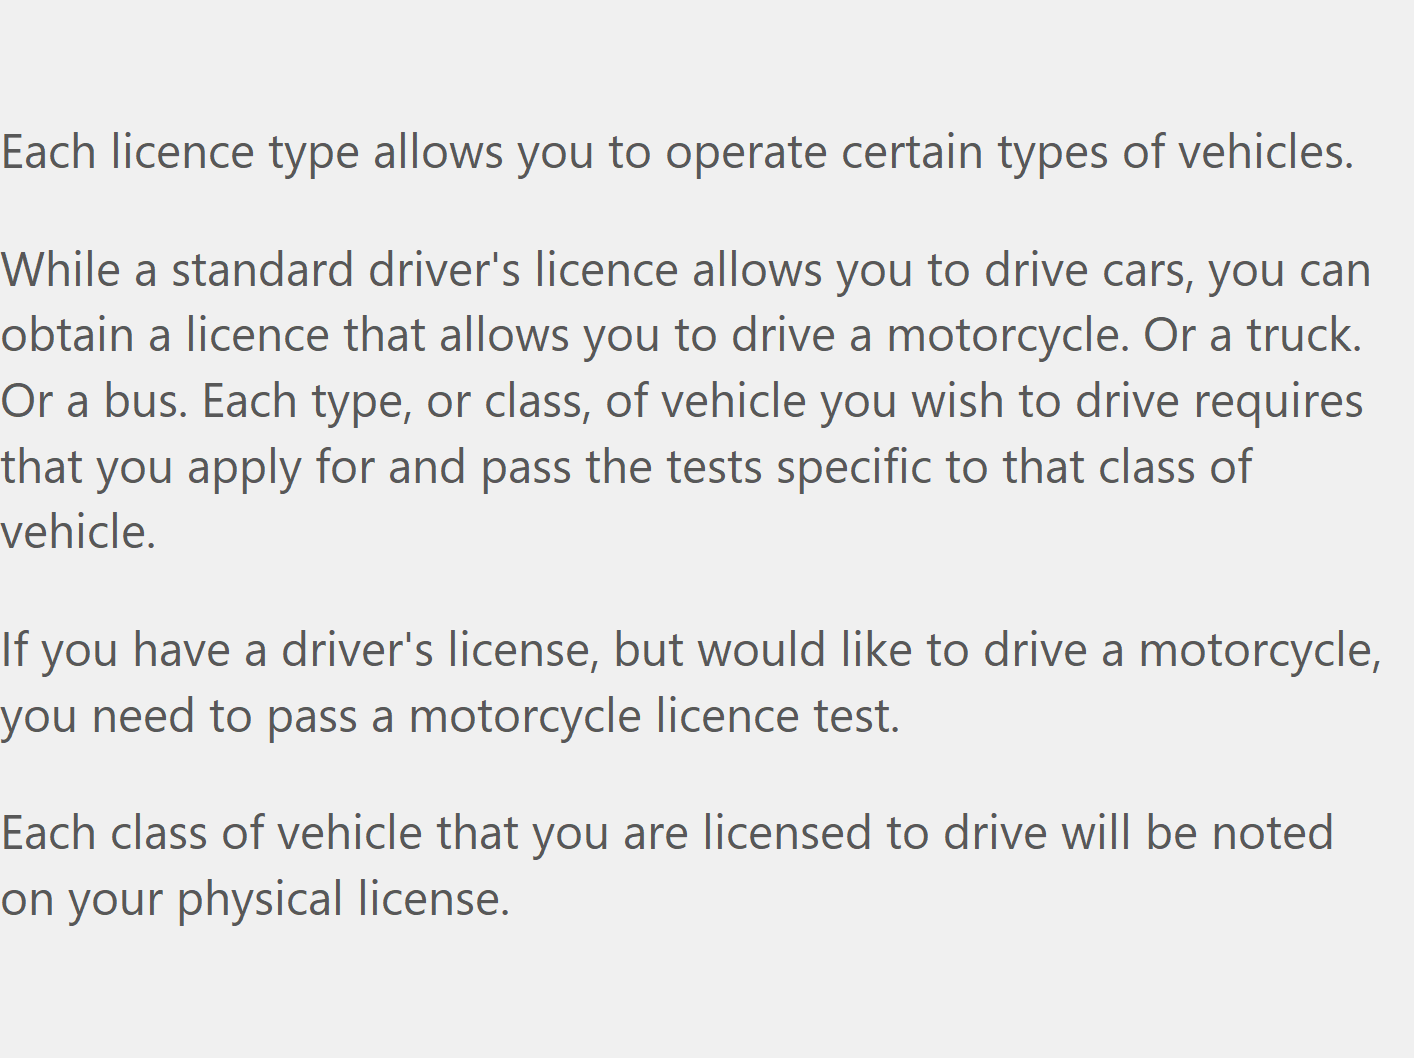 Each licence type allows you to operate certain types of vehicles.
While a standard driver's licence allows you to drive cars, you can
obtain a licence that allows you to drive a motorcycle. Or a truck.
Or a bus. Each type, or class, of vehicle you wish to drive requires
that you apply for and pass the tests specific to that class of
vehicle.
If you have a driver's license, but would like to drive a motorcycle,
you need to pass a motorcycle licence test.
Each class of vehicle that you are licensed to drive will be noted
on your physical license.